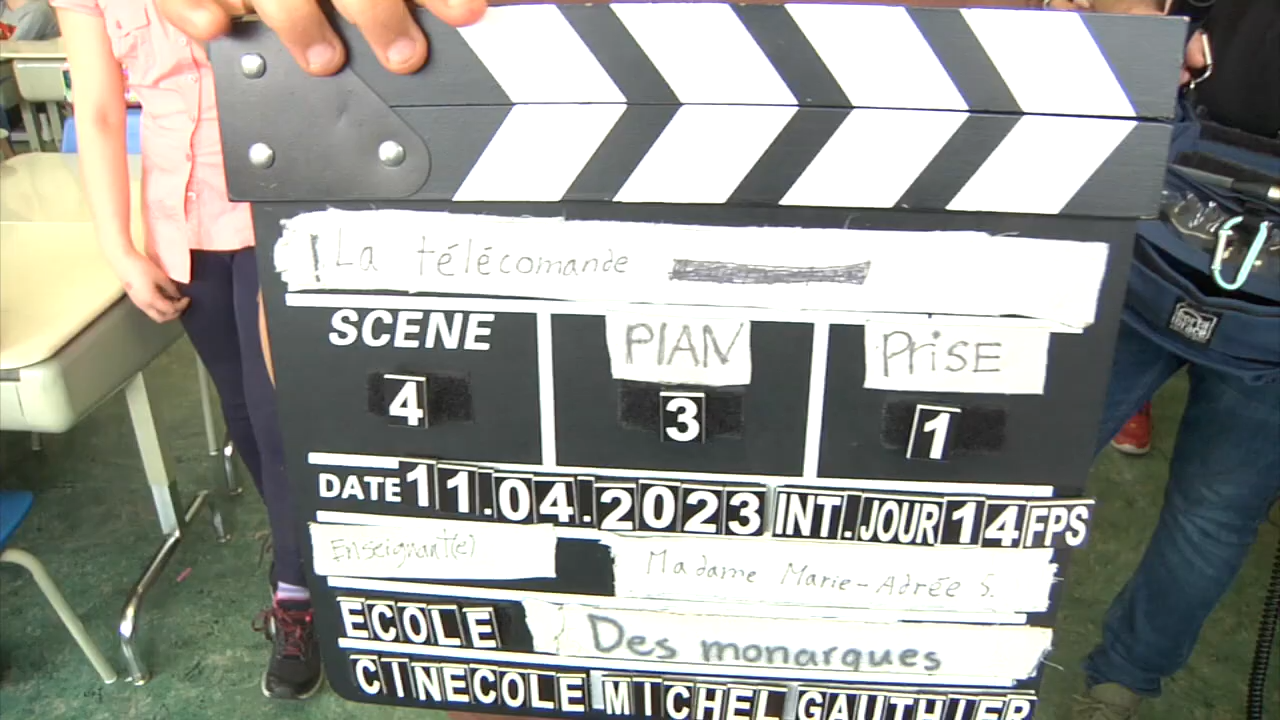 La télécomande
SCENE PlAN PriSE
4 3 1
DATE 11.04.2023 INT. JOUR 14 FPS
Enseignant(e) Madame Marie-Adrée S.
ECOLE Des monarques
CINECOLE MICHEL GAUTHIER